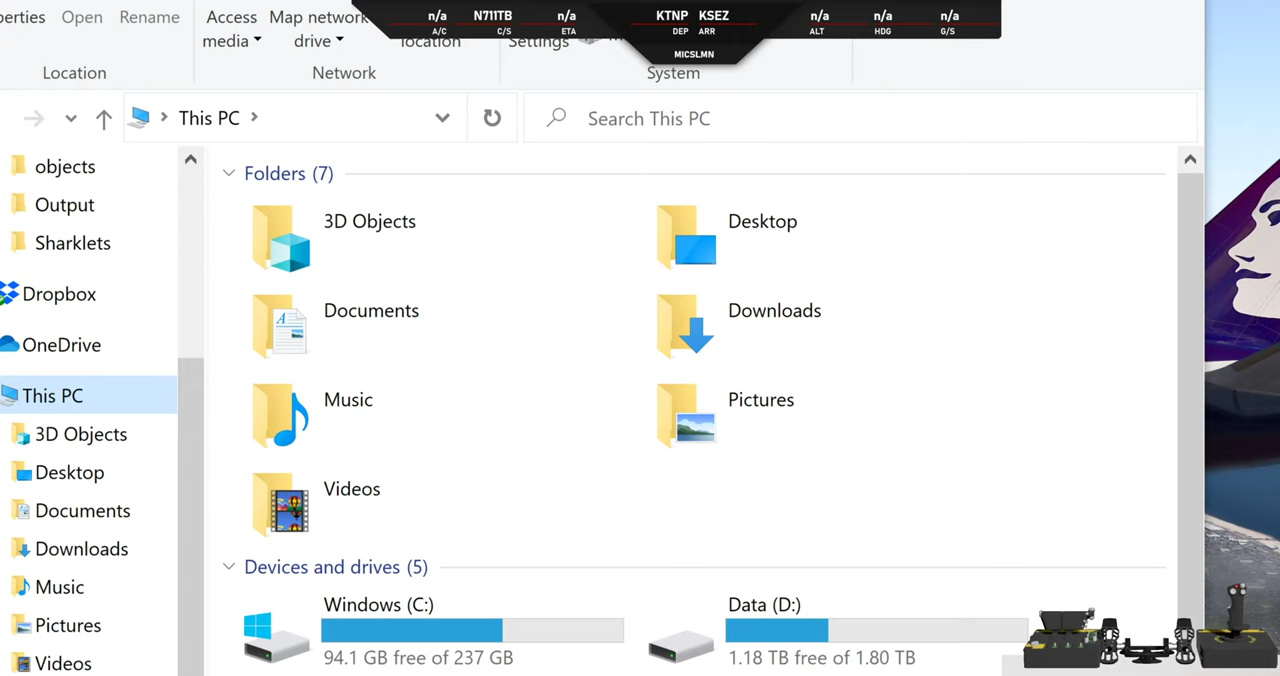 n/a N711TB n/a KTNP KSEZ n/a n/a n/a
A/C C/S ETA DEP ARR ALT HDG G/S
MICSLMN
Open Rename Access media Map network drive
Location Network System
This PC Search This PC
objects
Output
Sharklets
Dropbox
OneDrive
This PC
3D Objects
Desktop
Documents
Downloads
Music
Pictures
Videos
Folders (7)
3D Objects Desktop
Documents Downloads
Music Pictures
Videos
Devices and drives (5)
Windows (C:) Data (D:)
94.1 GB free of 237 GB 1.18 TB free of 1.80 TB